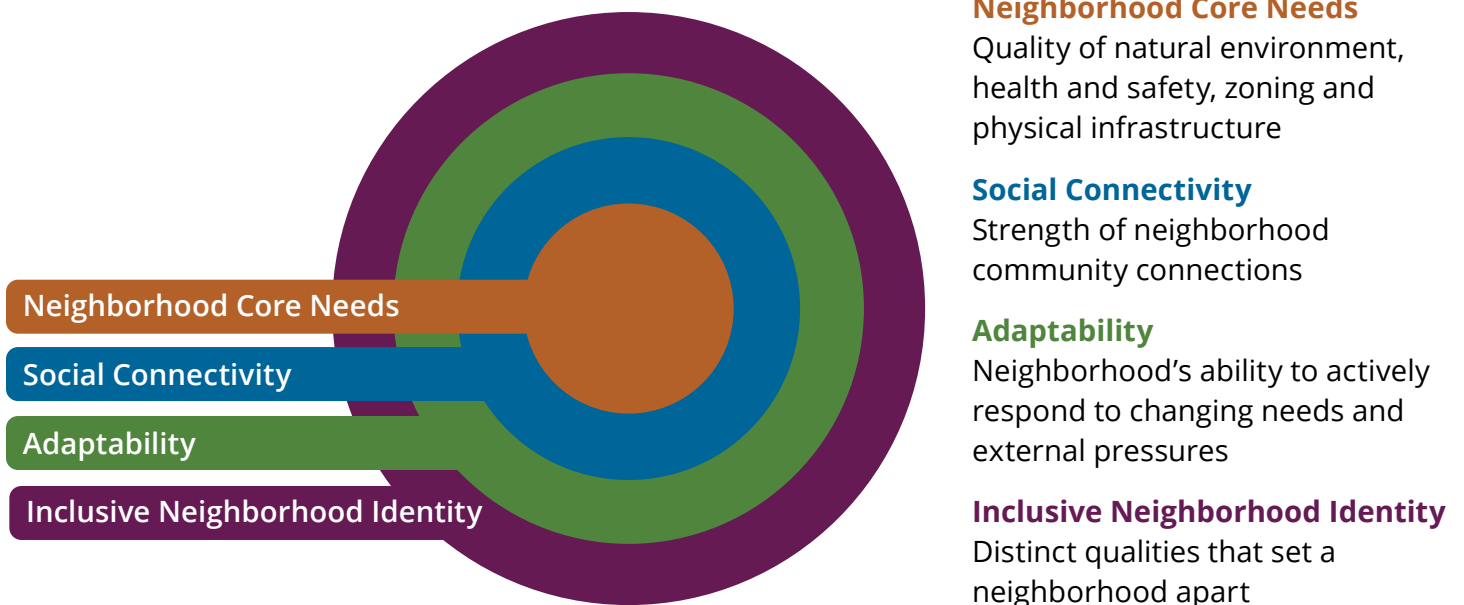 Neighborhood Core Needs
Social Connectivity
Adaptability
Inclusive Neighborhood Identity
Neighborhood Core Needs
Quality of natural environment,
health and safety, zoning and
physical infrastructure
Social Connectivity
Strength of neighborhood
community connections
Adaptability
Neighborhood’s ability to actively
respond to changing needs and
external pressures
Inclusive Neighborhood Identity
Distinct qualities that set a
neighborhood apart